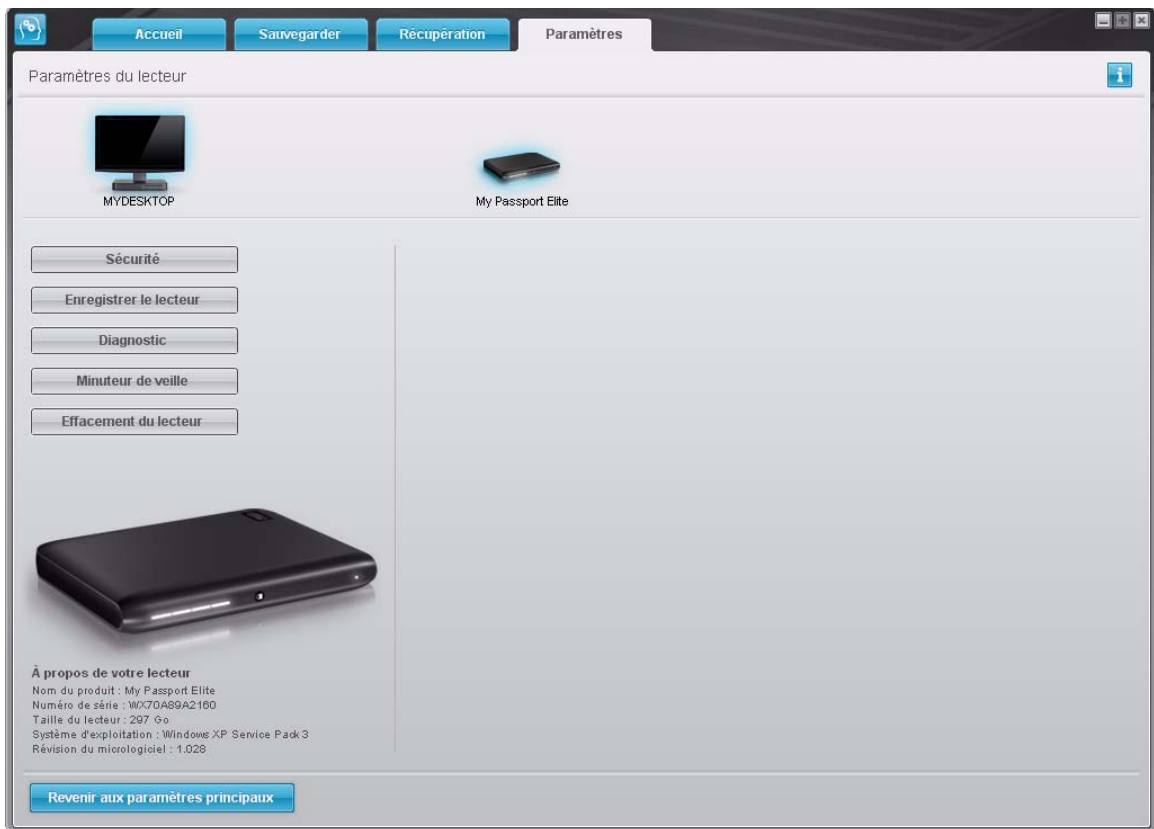 Accueil
Sauvegarder
Récupération
Paramètres
Paramètres du lecteur
i
MYDESKTOP
My Passport Elite
Sécurité
Enregistrer le lecteur
Diagnostic
Minuteur de veille
Effacement du lecteur
À propos de votre lecteur
Nom du produit : My Passport Elite
Numéro de série : WX70A89A2160
Taille du lecteur : 297 Go
Système d'exploitation : Windows XP Service Pack 3
Révision du micrologiciel : 1.028
Revenir aux paramètres principaux